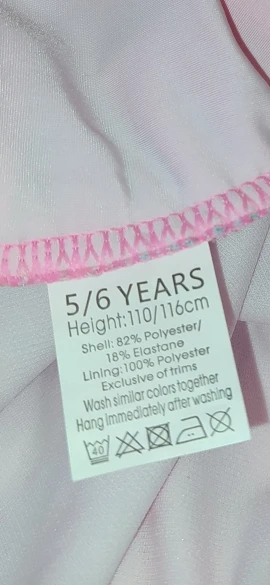 5/6 YEARS
Height:110/116cm
Shell: 82% Polyester/
18% Elastane
Lining:100% Polyester
Exclusive of trims
Wash similar colors together
Hang immediately after washing
40